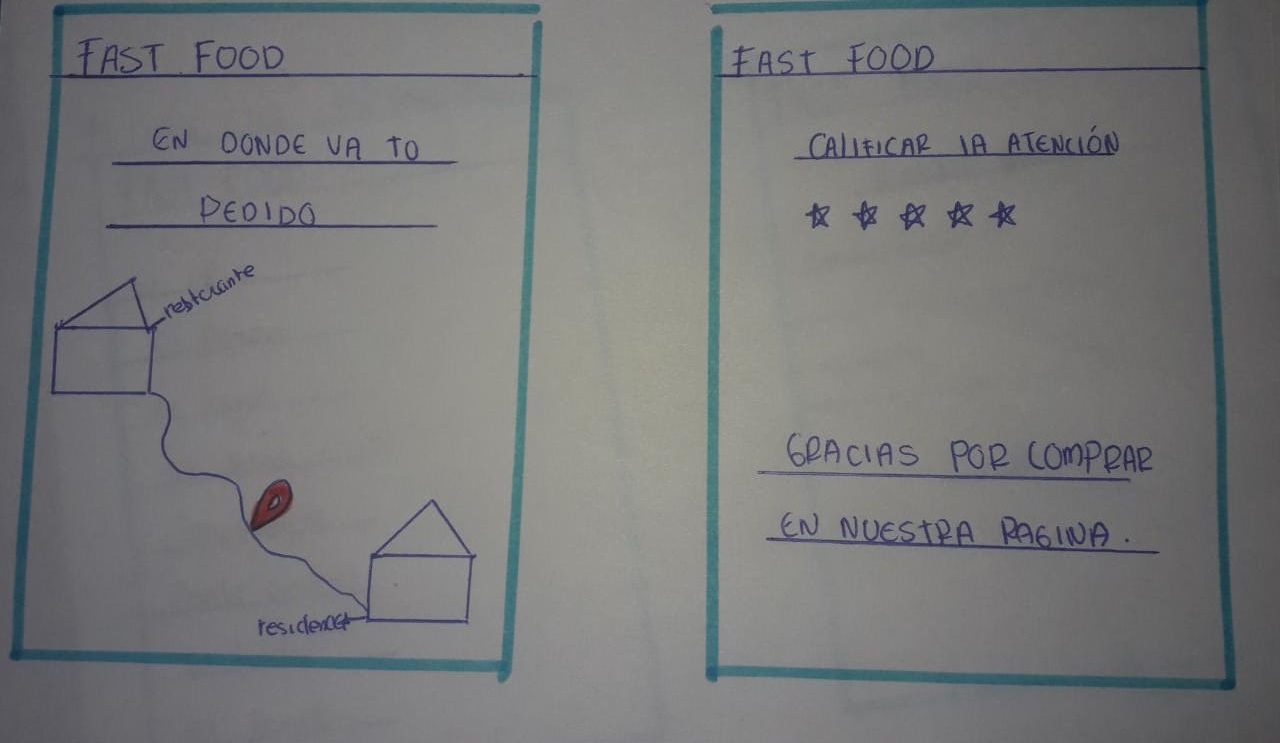 FAST FOOD
EN DONDE VA TO
PEDIDO
restaurante
residencia
FAST FOOD
CALIFICAR LA ATENCIÓN
GRACIAS POR COMPRAR
EN NUESTRA PAGINA.